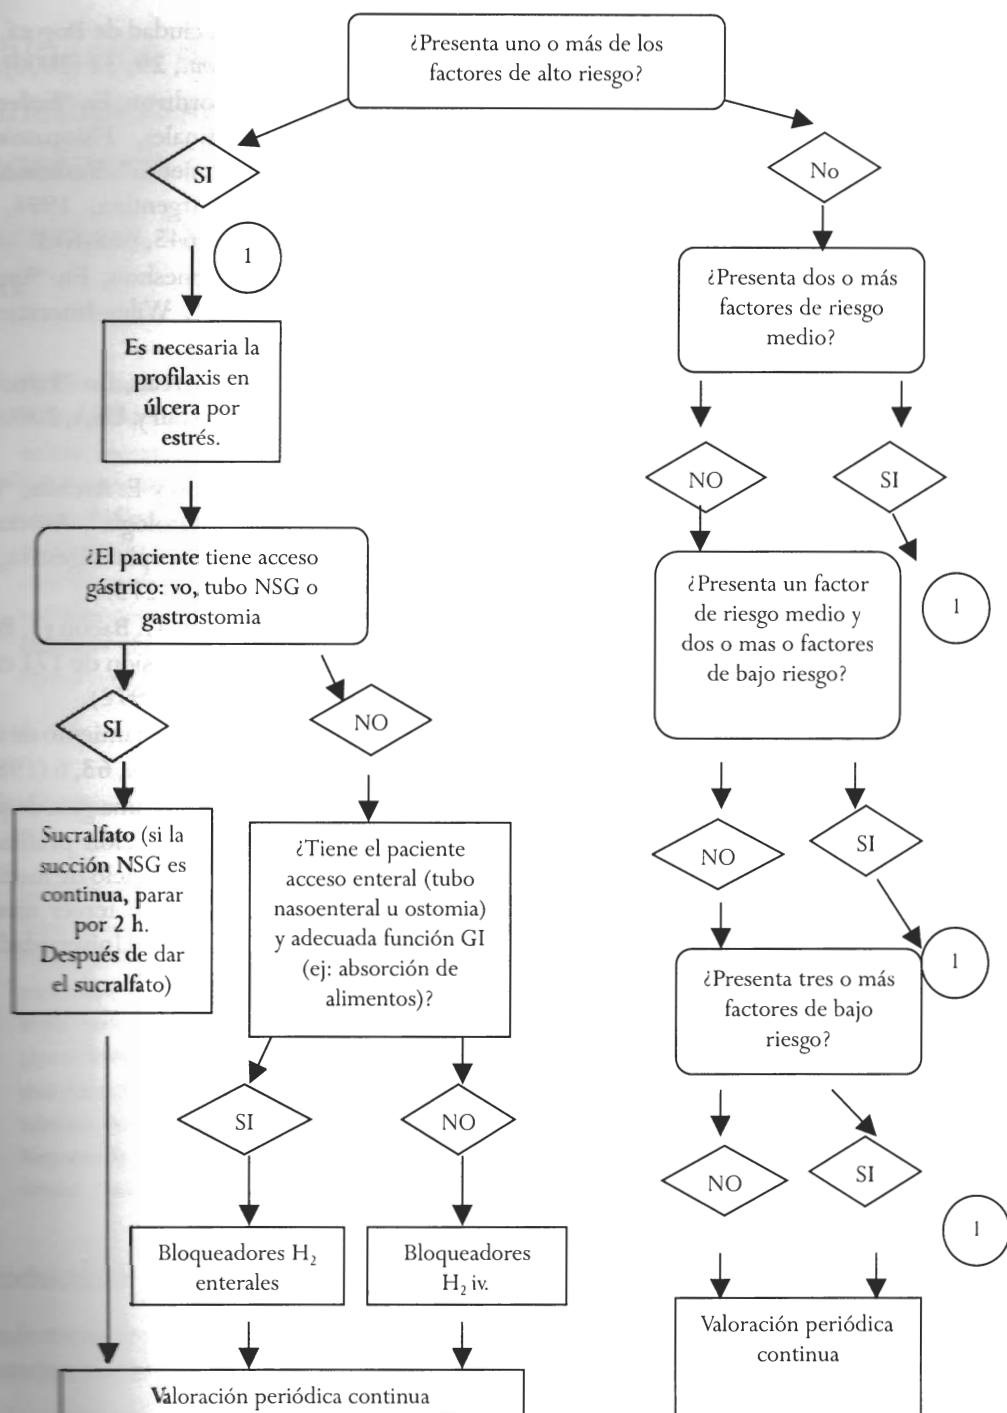 ¿Presenta uno o más de los
factores de alto riesgo?
SI
No
1
¿Presenta dos o más
factores de riesgo
medio?
Es necesaria la
profilaxis en
úlcera por
estrés.
NO
SI
¿El paciente tiene acceso
gástrico: vo, tubo NSG o
gastrostomia
¿Presenta un factor
de riesgo medio y
dos o mas o factores
de bajo riesgo?
1
SI
NO
NO
SI
Sucralfato (si la
succión NSG es
continua, parar
por 2 h.
Después de dar
el sucralfato)
¿Tiene el paciente
acceso enteral (tubo
nasoenteral u ostomia)
y adecuada función GI
(ej: absorción de
alimentos)?
1
¿Presenta tres o más
factores de bajo
riesgo?
SI
NO
NO
SI
1
Bloqueadores H₂
enterales
Bloqueadores
H₂ iv.
Valoración periódica
continua
Valoración periódica continua
ciudad de Bogotá